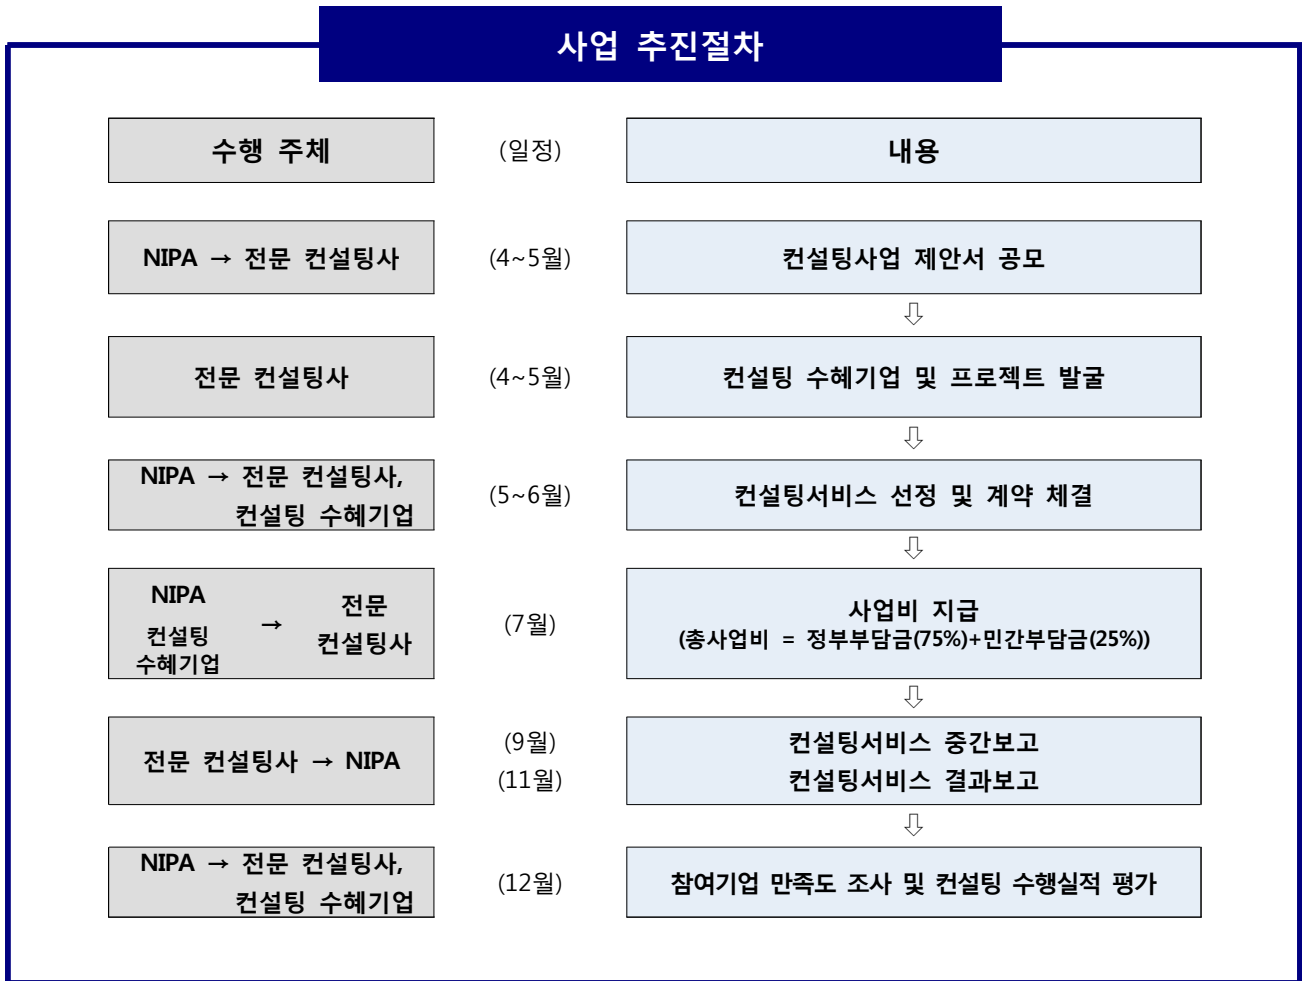 사업 추진절차
수행 주체 (일정) 내용
NIPA → 전문 컨설팅사 (4~5월) 컨설팅사업 제안서 공모
⇩
전문 컨설팅사 (4~5월) 컨설팅 수혜기업 및 프로젝트 발굴
⇩
NIPA → 전문 컨설팅사,
컨설팅 수혜기업
(5~6월)
컨설팅서비스 선정 및 계약 체결
⇩
NIPA
컨설팅
수혜기업
→
전문
컨설팅사
(7월)
사업비 지급
(총사업비 = 정부부담금(75%)+민간부담금(25%))
⇩
전문 컨설팅사 → NIPA
(9월) 컨설팅서비스 중간보고
(11월) 컨설팅서비스 결과보고
⇩
NIPA → 전문 컨설팅사,
컨설팅 수혜기업
(12월)
참여기업 만족도 조사 및 컨설팅 수행실적 평가